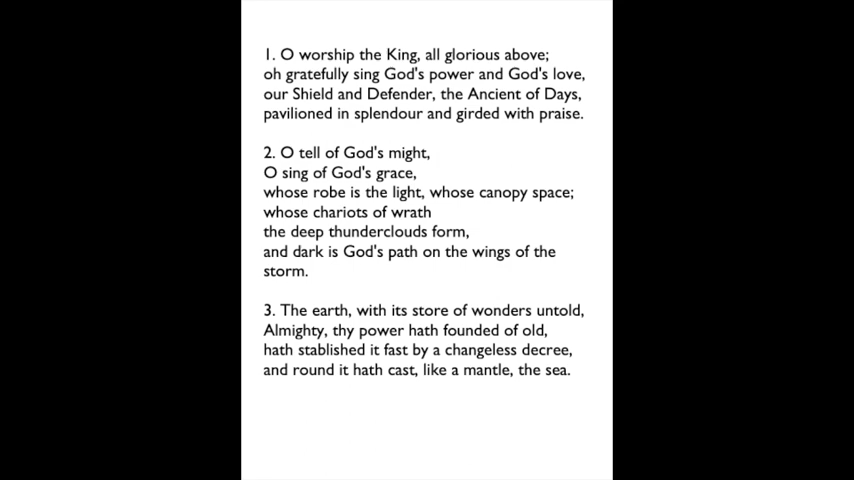 1. O worship the King, all glorious above;
oh gratefully sing God's power and God's love,
our Shield and Defender, the Ancient of Days,
pavilioned in splendour and girded with praise.
2. O tell of God's might,
O sing of God's grace,
whose robe is the light, whose canopy space;
whose chariots of wrath
the deep thunderclouds form,
and dark is God's path on the wings of the
storm.
3. The earth, with its store of wonders untold,
Almighty, thy power hath founded of old,
hath stablished it fast by a changeless decree,
and round it hath cast, like a mantle, the sea.